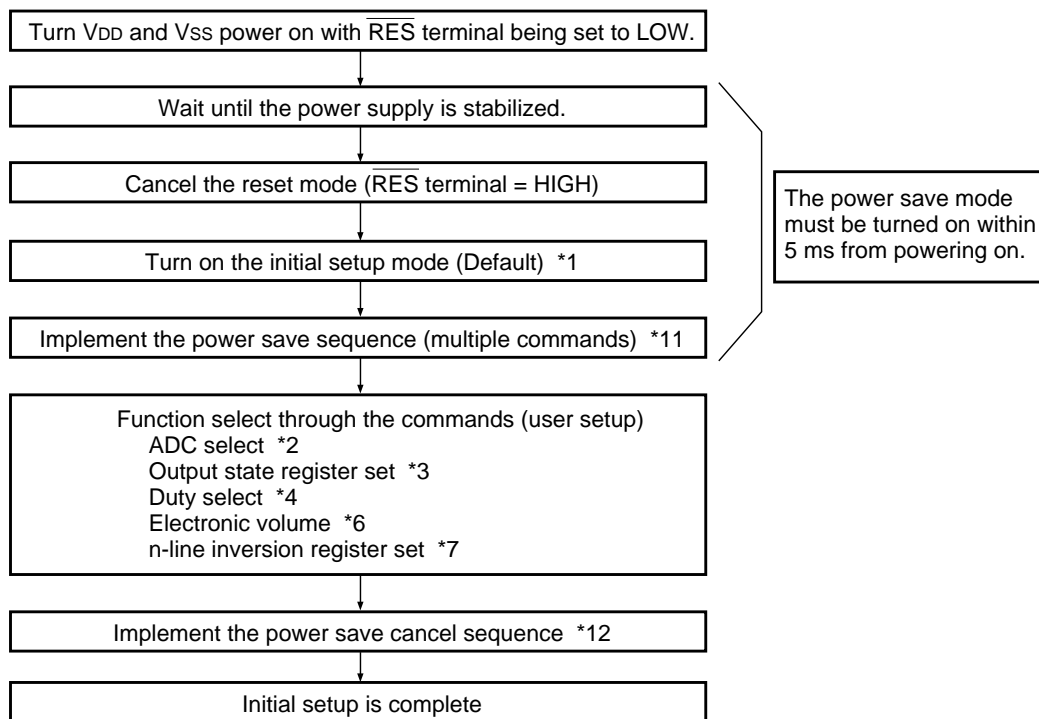 Turn VDD and VSS power on with RES terminal being set to LOW.
Wait until the power supply is stabilized.
Cancel the reset mode (RES terminal = HIGH)
Turn on the initial setup mode (Default) *1
Implement the power save sequence (multiple commands) *11
The power save mode
must be turned on within
5 ms from powering on.
Function select through the commands (user setup)
ADC select *2
Output state register set *3
Duty select *4
Electronic volume *6
n-line inversion register set *7
Implement the power save cancel sequence *12
Initial setup is complete